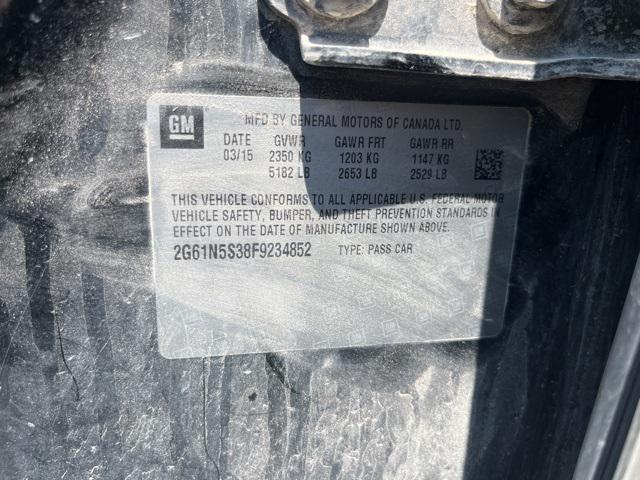 GM
MFD BY GENERAL MOTORS OF CANADA LTD.
DATE GVWR GAWR FRT GAWR RR
03/15 2350 KG 1203 KG 1147 KG
5182 LB 2653 LB 2529 LB
THIS VEHICLE CONFORMS TO ALL APPLICABLE U.S. FEDERAL MOTOR
VEHICLE SAFETY, BUMPER, AND THEFT PREVENTION STANDARDS IN
EFFECT ON THE DATE OF MANUFACTURE SHOWN ABOVE.
2G61N5S38F9234852 TYPE: PASS CAR